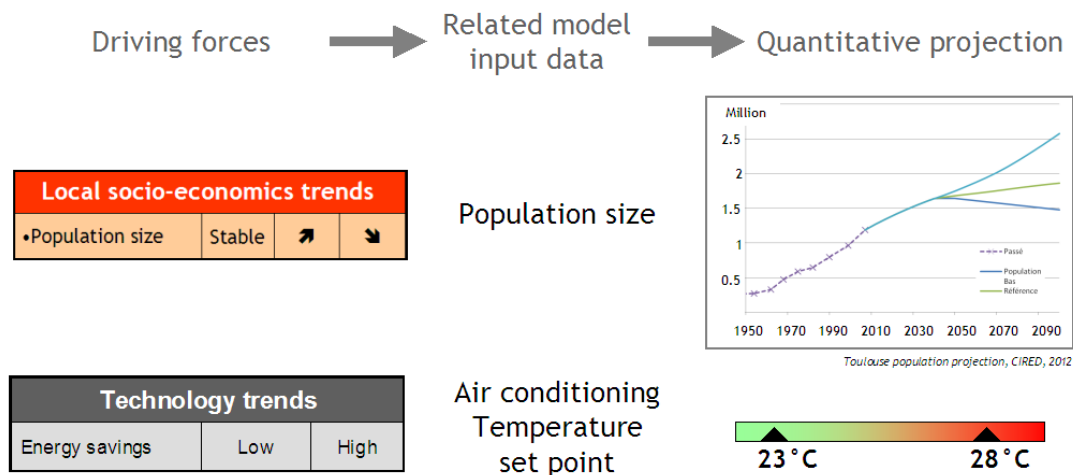 Driving forces
Related model
input data
Quantitative projection
Local socio-economics trends
•Population size Stable
Population size
Million
2.5
2
1.5
1
0.5
Passé
Population
Bas
Référence
1950 1970 1990 2010 2030 2050 2070 2090
Toulouse population projection, CIRED, 2012
Technology trends
Energy savings Low High
Air conditioning
Temperature
set point
23°C 28°C